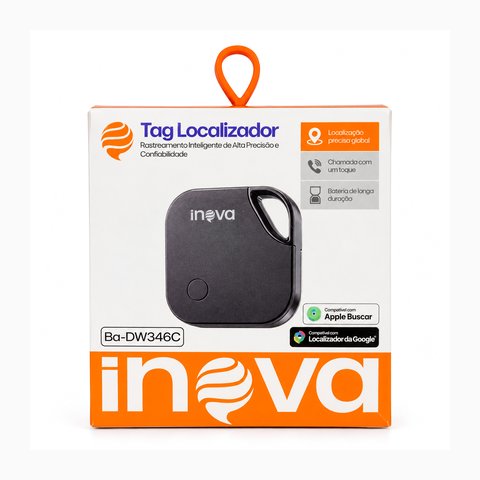 Tag Localizador
Rastreamento Inteligente de Alta Precisão e
Confiabilidade
Localização
precisa global
Chamada com
um toque
Bateria de longa
duração
inova
Compatível com
Apple Buscar
Compatível com
Localizador da Google
Ba-DW346C
inova